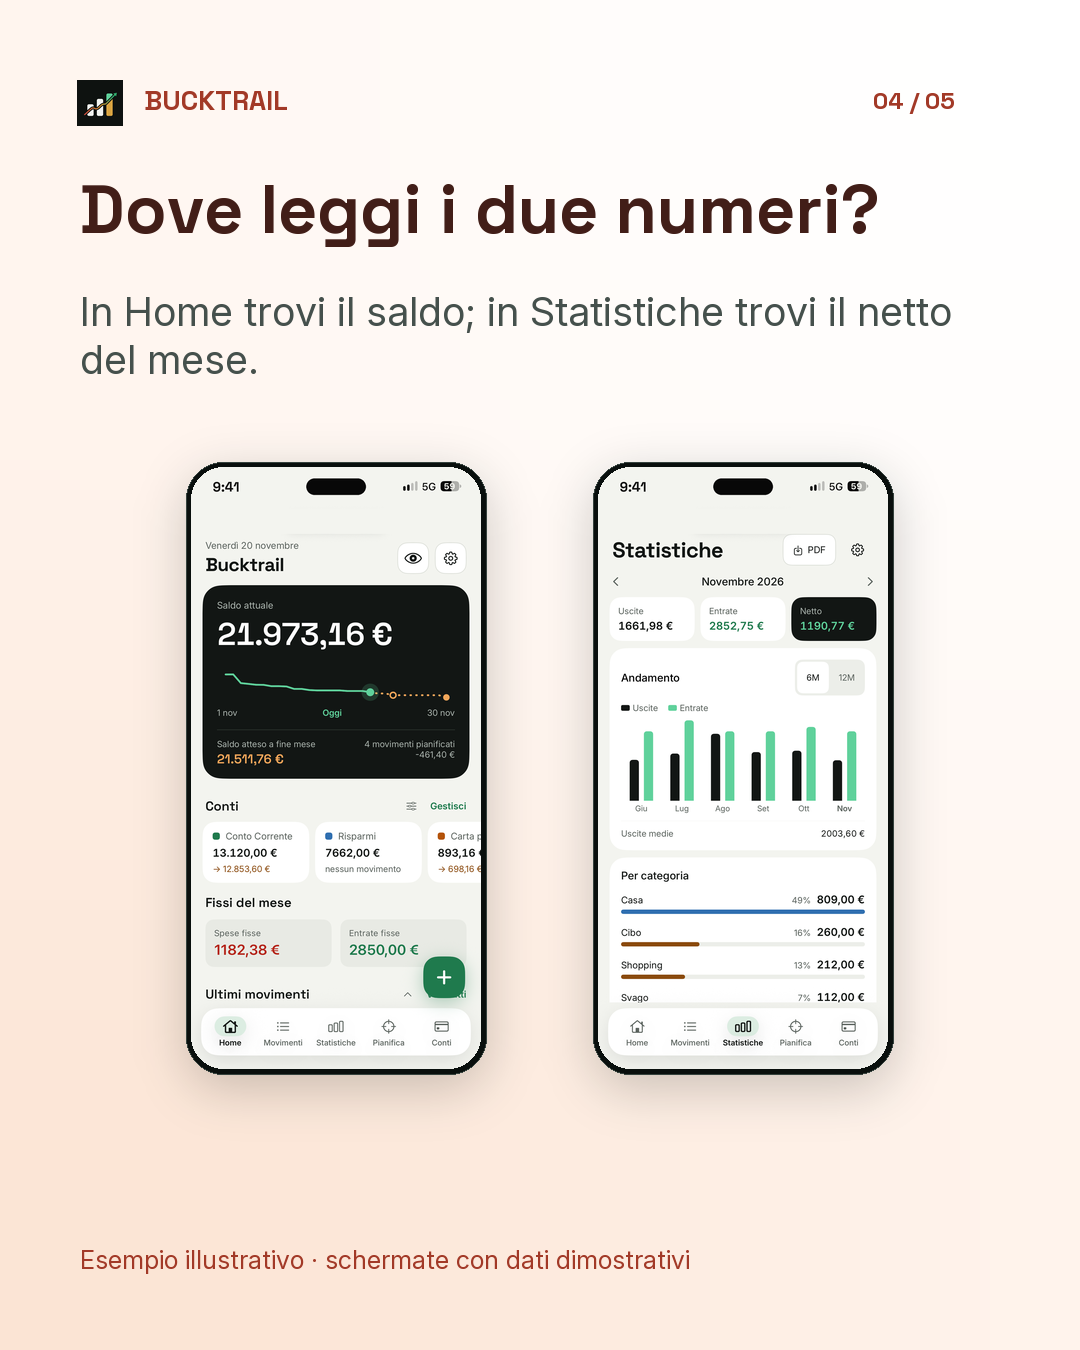 BUCKTRAIL
04 / 05
Dove leggi i due numeri?
In Home trovi il saldo; in Statistiche trovi il netto
del mese.
9:41
5G 59
Venerdì 20 novembre
Bucktrail
Saldo attuale
21.973,16 €
1 nov Oggi 30 nov
Saldo atteso a fine mese 4 movimenti pianificati
21.511,76 € -461,40 €
Conti Gestisci
Conto Corrente Risparmi Carta
13.120,00 € 7662,00 € 893,16
→ 12.853,60 € nessun movimento → 698,16 €
Fissi del mese
Spese fisse Entrate fisse
1182,38 € 2850,00 €
Ultimi movimenti
Home Movimenti Statistiche Pianifica Conti
9:41
5G 59
Statistiche PDF
Novembre 2026
Uscite Entrate Netto
1661,98 € 2852,75 € 1190,77 €
Andamento 6M 12M
Uscite Entrate
Giu Lug Ago Set Ott Nov
Uscite medie 2003,60 €
Per categoria
Casa 49% 809,00 €
Cibo 16% 260,00 €
Shopping 13% 212,00 €
Svago 7% 112,00 €
Home Movimenti Statistiche Pianifica Conti
Esempio illustrativo · schermate con dati dimostrativi